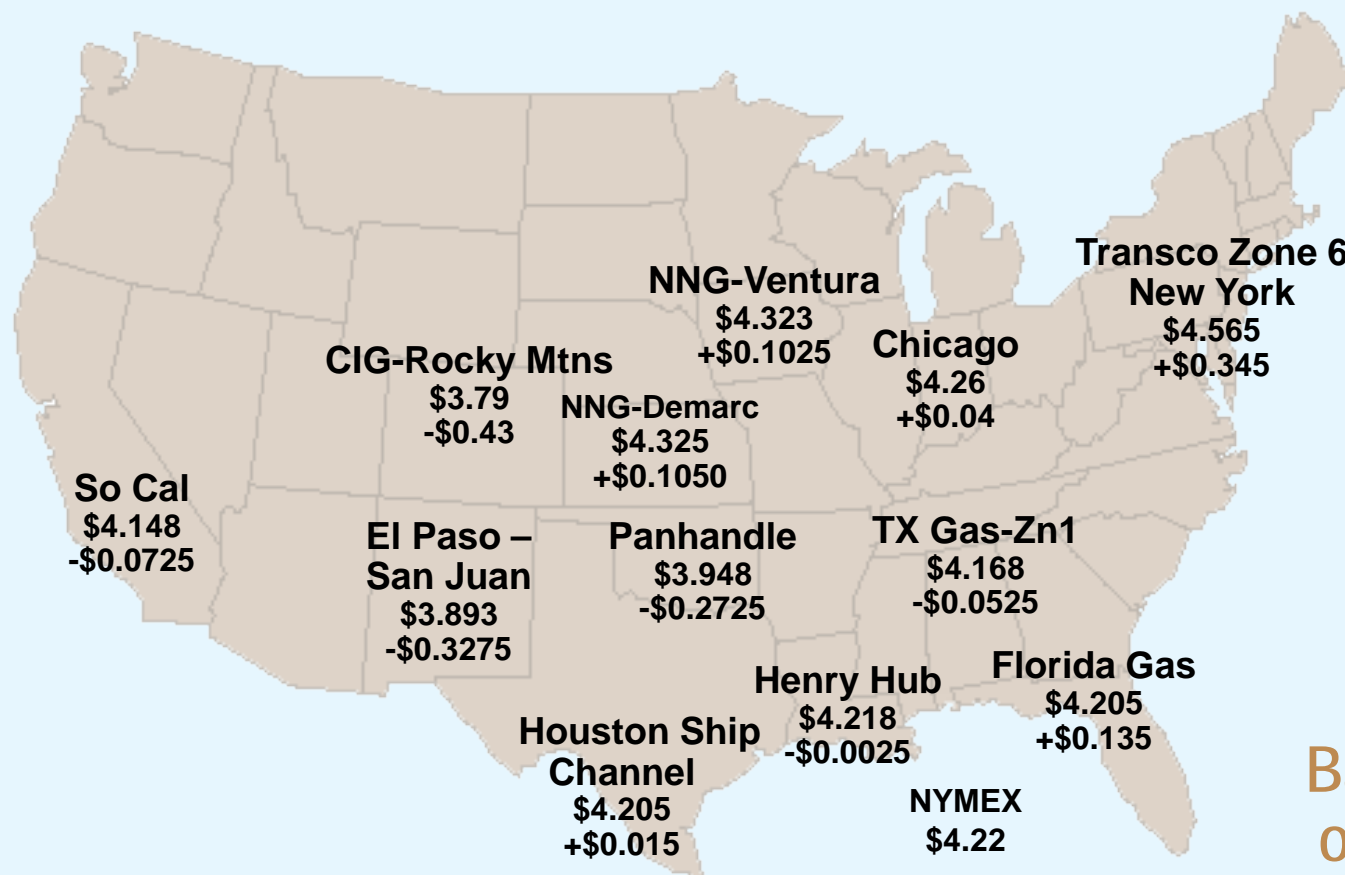 Transco Zone 6
New York
$4.565
+$0.345
NNG-Ventura
$4.323
+$0.1025
Chicago
$4.26
+$0.04
CIG-Rocky Mtns
$3.79
-$0.43
NNG-Demarc
$4.325
+$0.1050
So Cal
$4.148
-$0.0725
El Paso –
San Juan
$3.893
-$0.3275
Panhandle
$3.948
-$0.2725
TX Gas-Zn1
$4.168
-$0.0525
Henry Hub
$4.218
-$0.0025
Florida Gas
$4.205
+$0.135
Houston Ship
Channel
$4.205
+$0.015
NYMEX
$4.22